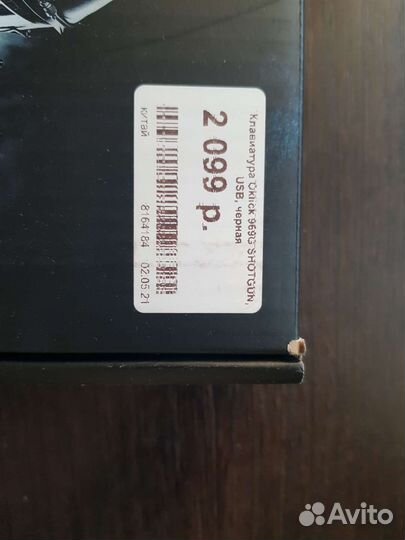 Клавиатура Oklick 969G SHOTGUN,
USB, черная
2 099 р.
китай
8164184 02.05.21
Avito